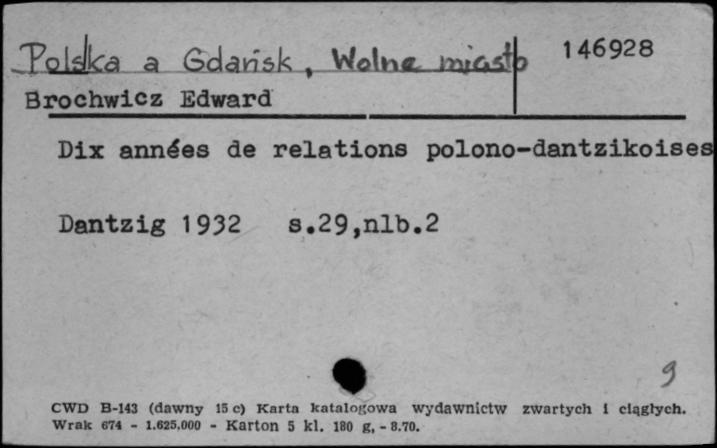 Polska a Gdańsk, Wolne miasto
146928
Brochwicz Edward
Dix années de relations polono-dantzikoises
Dantzig 1932 s.29,nlb.2
9
CWD B-143 (dawny 15 c) Karta katalogowa wydawnictw zwartych i ciągłych.
Wrak 674 - 1.625.000 - Karton 5 kl. 180 g, - 8.70.